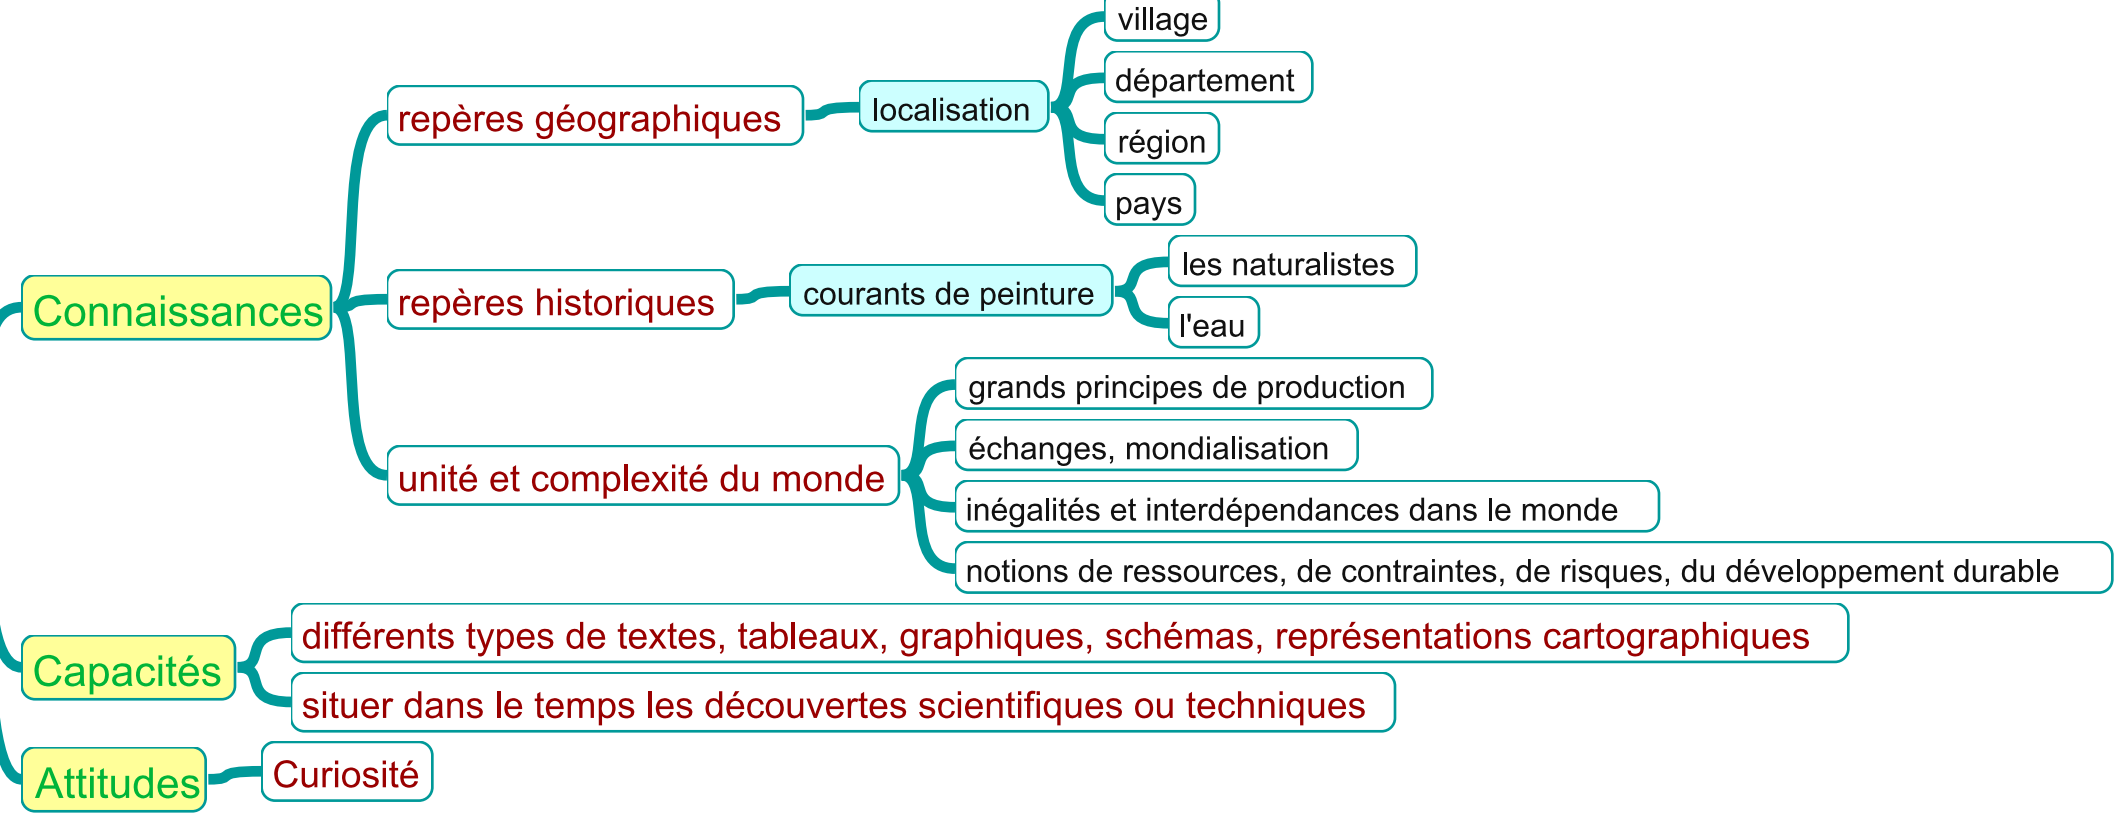 village
département
repères géographiques
localisation
région
pays
les naturalistes
Connaissances
repères historiques
courants de peinture
l'eau
grands principes de production
échanges, mondialisation
unité et complexité du monde
inégalités et interdépendances dans le monde
notions de ressources, de contraintes, de risques, du développement durable
différents types de textes, tableaux, graphiques, schémas, représentations cartographiques
Capacités
situer dans le temps les découvertes scientifiques ou techniques
Attitudes
Curiosité